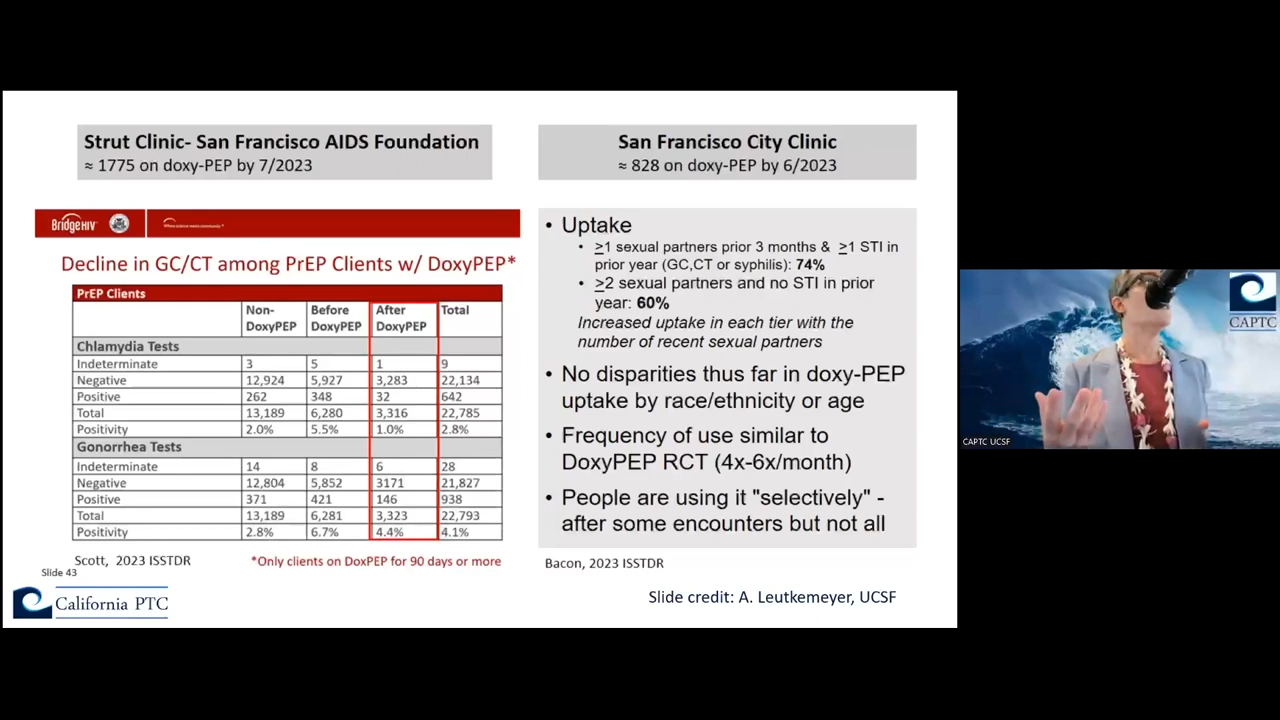 Strut Clinic- San Francisco AIDS Foundation
≈ 1775 on doxy-PEP by 7/2023
BridgeHIV
Decline in GC/CT among PrEP Clients w/ DoxyPEP*
PrEP Clients
Non-DoxyPEP Before DoxyPEP After DoxyPEP Total
Chlamydia Tests
Indeterminate 3 5 1 9
Negative 12,924 5,927 3,283 22,134
Positive 262 348 32 642
Total 13,189 6,280 3,316 22,785
Positivity 2.0% 5.5% 1.0% 2.8%
Gonorrhea Tests
Indeterminate 14 8 6 28
Negative 12,804 5,852 3171 21,827
Positive 371 421 146 938
Total 13,189 6,281 3,323 22,793
Positivity 2.8% 6.7% 4.4% 4.1%
Scott, 2023 ISSTDR
*Only clients on DoxPEP for 90 days or more
Slide 43
California PTC
San Francisco City Clinic
≈ 828 on doxy-PEP by 6/2023
• Uptake
• ≥1 sexual partners prior 3 months & ≥1 STI in
prior year (GC,CT or syphilis): 74%
• ≥2 sexual partners and no STI in prior
year: 60%
Increased uptake in each tier with the
number of recent sexual partners
• No disparities thus far in doxy-PEP
uptake by race/ethnicity or age
• Frequency of use similar to
DoxyPEP RCT (4x-6x/month)
• People are using it "selectively" -
after some encounters but not all
Bacon, 2023 ISSTDR
Slide credit: A. Leutkemeyer, UCSF
CAPTC
CAPTC UCSF